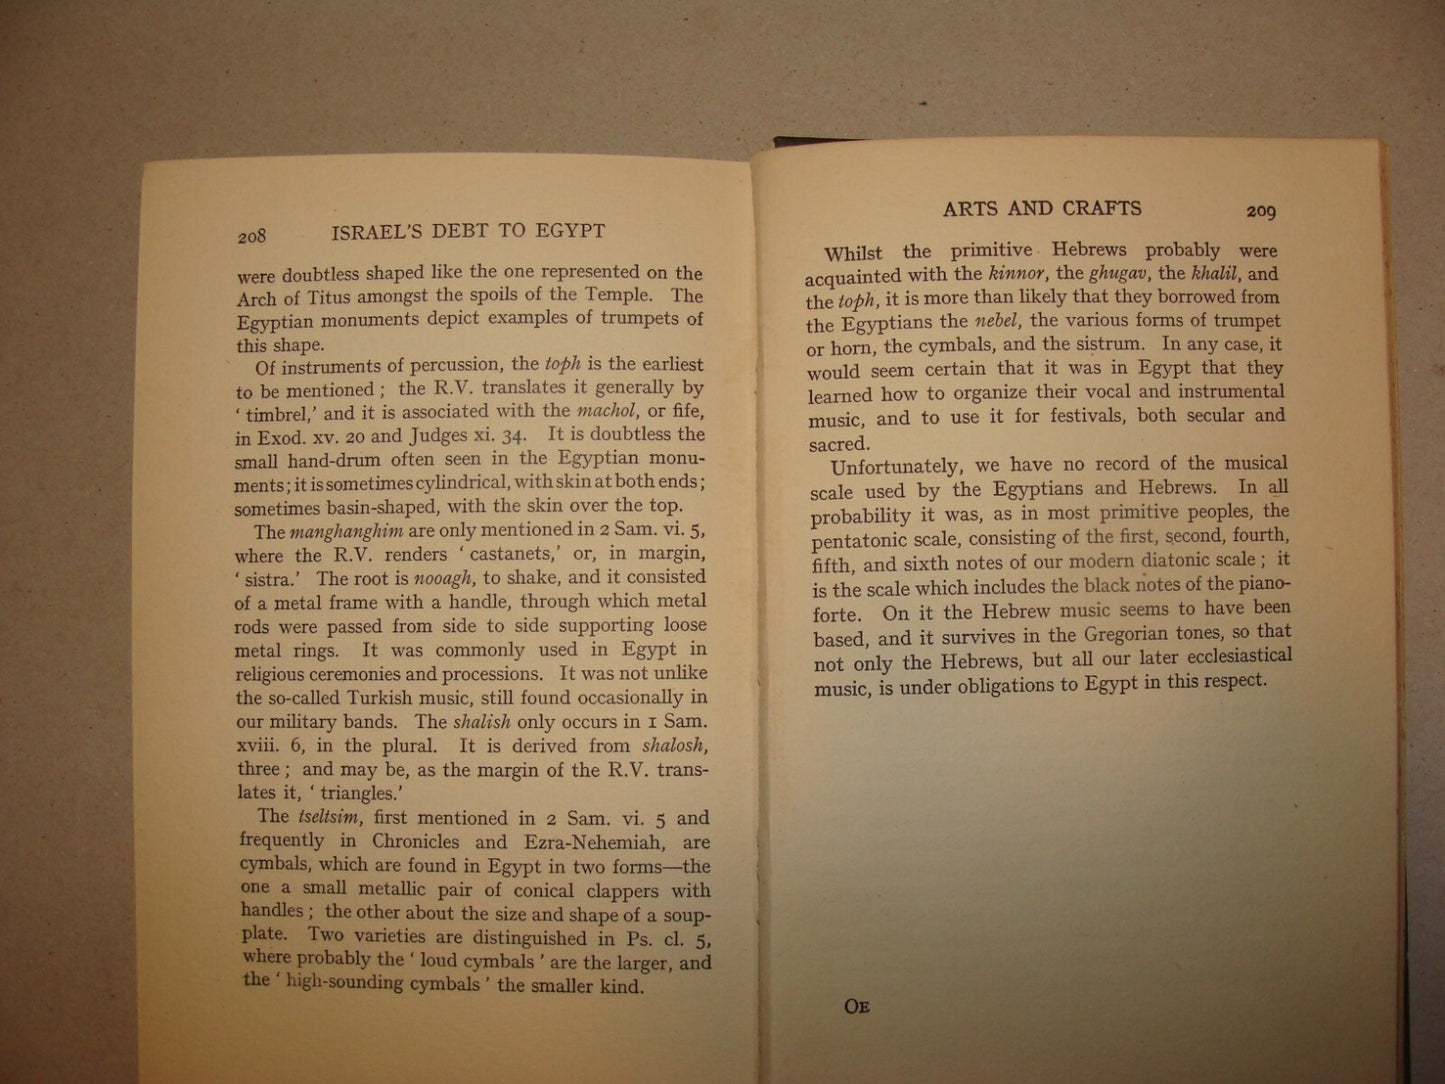 208 ISRAEL'S DEBT TO EGYPT
were doubtless shaped like the one represented on the
Arch of Titus amongst the spoils of the Temple. The
Egyptian monuments depict examples of trumpets of
this shape.
Of instruments of percussion, the toph is the earliest
to be mentioned ; the R.V. translates it generally by
‘ timbrel,’ and it is associated with the machol, or fife,
in Exod. xv. 20 and Judges xi. 34. It is doubtless the
small hand-drum often seen in the Egyptian monu-
ments ; it is sometimes cylindrical, with skin at both ends ;
sometimes basin-shaped, with the skin over the top.
The manghanghim are only mentioned in 2 Sam. vi. 5,
where the R.V. renders ‘ castanets,’ or, in margin,
‘ sistra.’ The root is nooagh, to shake, and it consisted
of a metal frame with a handle, through which metal
rods were passed from side to side supporting loose
metal rings. It was commonly used in Egypt in
religious ceremonies and processions. It was not unlike
the so-called Turkish music, still found occasionally in
our military bands. The shalish only occurs in 1 Sam.
xviii. 6, in the plural. It is derived from shalosh,
three ; and may be, as the margin of the R.V. trans-
lates it, ‘ triangles.’
The tseltsim, first mentioned in 2 Sam. vi. 5 and
frequently in Chronicles and Ezra-Nehemiah, are
cymbals, which are found in Egypt in two forms—the
one a small metallic pair of conical clappers with
handles ; the other about the size and shape of a soup-
plate. Two varieties are distinguished in Ps. cl. 5,
where probably the ‘ loud cymbals ’ are the larger, and
the ‘ high-sounding cymbals ’ the smaller kind.
ARTS AND CRAFTS 209
Whilst the primitive Hebrews probably were
acquainted with the kinnor, the ghugav, the khalil, and
the toph, it is more than likely that they borrowed from
the Egyptians the nebel, the various forms of trumpet
or horn, the cymbals, and the sistrum. In any case, it
would seem certain that it was in Egypt that they
learned how to organize their vocal and instrumental
music, and to use it for festivals, both secular and
sacred.
Unfortunately, we have no record of the musical
scale used by the Egyptians and Hebrews. In all
probability it was, as in most primitive peoples, the
pentatonic scale, consisting of the first, second, fourth,
fifth, and sixth notes of our modern diatonic scale ; it
is the scale which includes the black notes of the piano-
forte. On it the Hebrew music seems to have been
based, and it survives in the Gregorian tones, so that
not only the Hebrews, but all our later ecclesiastical
music, is under obligations to Egypt in this respect.
OE